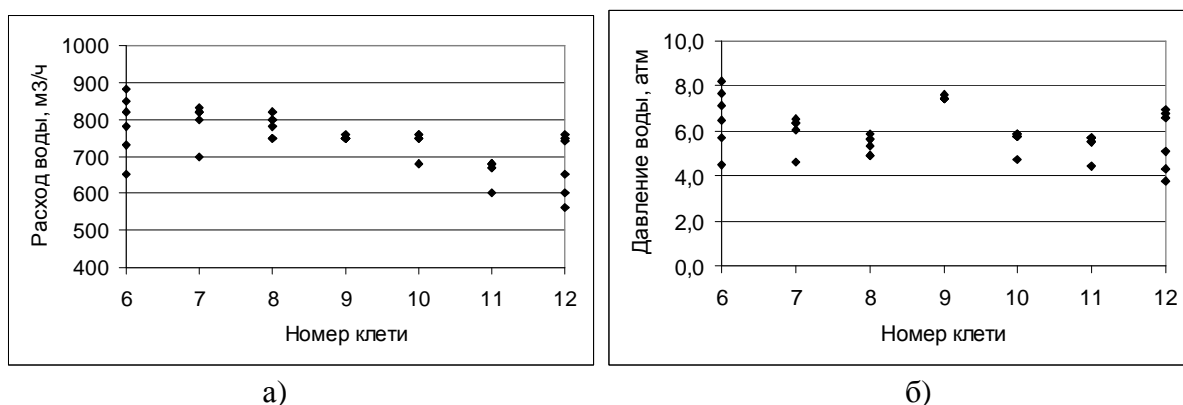 Расход воды, м3/ч
1000
900
800
700
600
500
400
6 7 8 9 10 11 12
Номер клети
а)
Давление воды, атм
10,0
8,0
6,0
4,0
2,0
0,0
6 7 8 9 10 11 12
Номер клети
б)